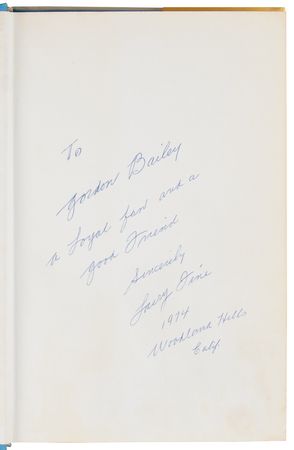 To
Gordon Bailey
a Loyal fan and a
good Friend
Sincerely
Larry Fine
1974
Woodland Hills
Calif.